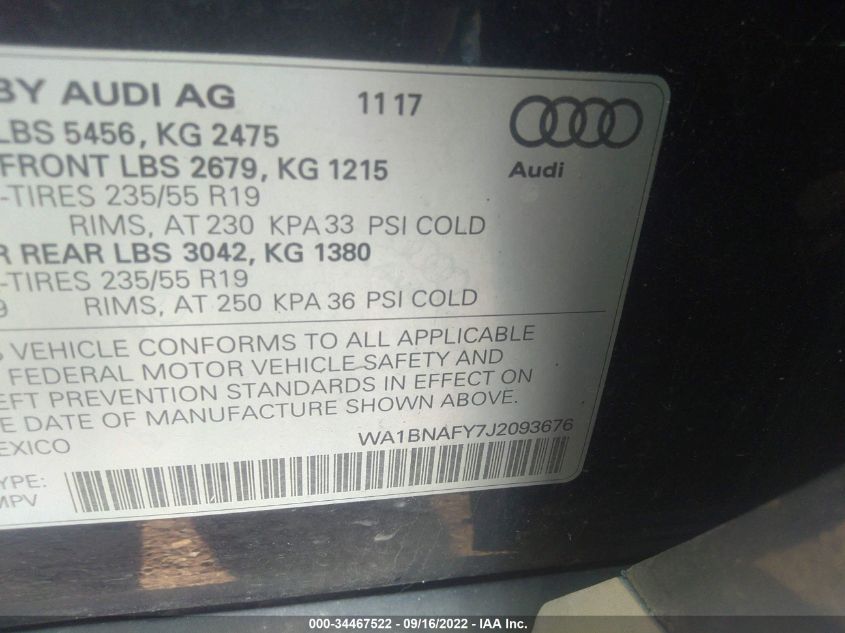 BY AUDI AG 11 17
LBS 5456, KG 2475
FRONT LBS 2679, KG 1215
Audi
-TIRES 235/55 R19
RIMS, AT 230 KPA 33 PSI COLD
R REAR LBS 3042, KG 1380
-TIRES 235/55 R19
9 RIMS, AT 250 KPA 36 PSI COLD
S VEHICLE CONFORMS TO ALL APPLICABLE
FEDERAL MOTOR VEHICLE SAFETY AND
EFT PREVENTION STANDARDS IN EFFECT ON
E DATE OF MANUFACTURE SHOWN ABOVE.
EXICO WA1BNAFY7J2093676
YPE:
MPV
000-34467522 - 09/16/2022 - IAA Inc.